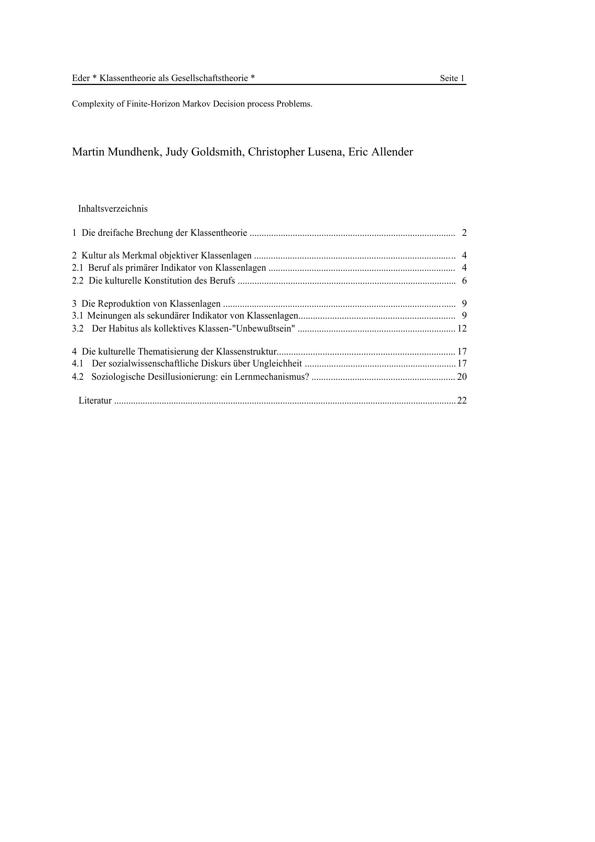 Eder * Klassentheorie als Gesellschaftstheorie * Seite 1
Complexity of Finite-Horizon Markov Decision process Problems.
Martin Mundhenk, Judy Goldsmith, Christopher Lusena, Eric Allender
Inhaltsverzeichnis
1 Die dreifache Brechung der Klassentheorie ........ 2
2 Kultur als Merkmal objektiver Klassenlagen ........ 4
2.1 Beruf als primärer Indikator von Klassenlagen ........ 4
2.2 Die kulturelle Konstitution des Berufs ........ 6
3 Die Reproduktion von Klassenlagen ........ 9
3.1 Meinungen als sekundärer Indikator von Klassenlagen........ 9
3.2 Der Habitus als kollektives Klassen-"Unbewußtsein" ........ 12
4 Die kulturelle Thematisierung der Klassenstruktur........ 17
4.1 Der sozialwissenschaftliche Diskurs über Ungleichheit ........ 17
4.2 Soziologische Desillusionierung: ein Lernmechanismus? ........ 20
Literatur ........ 22